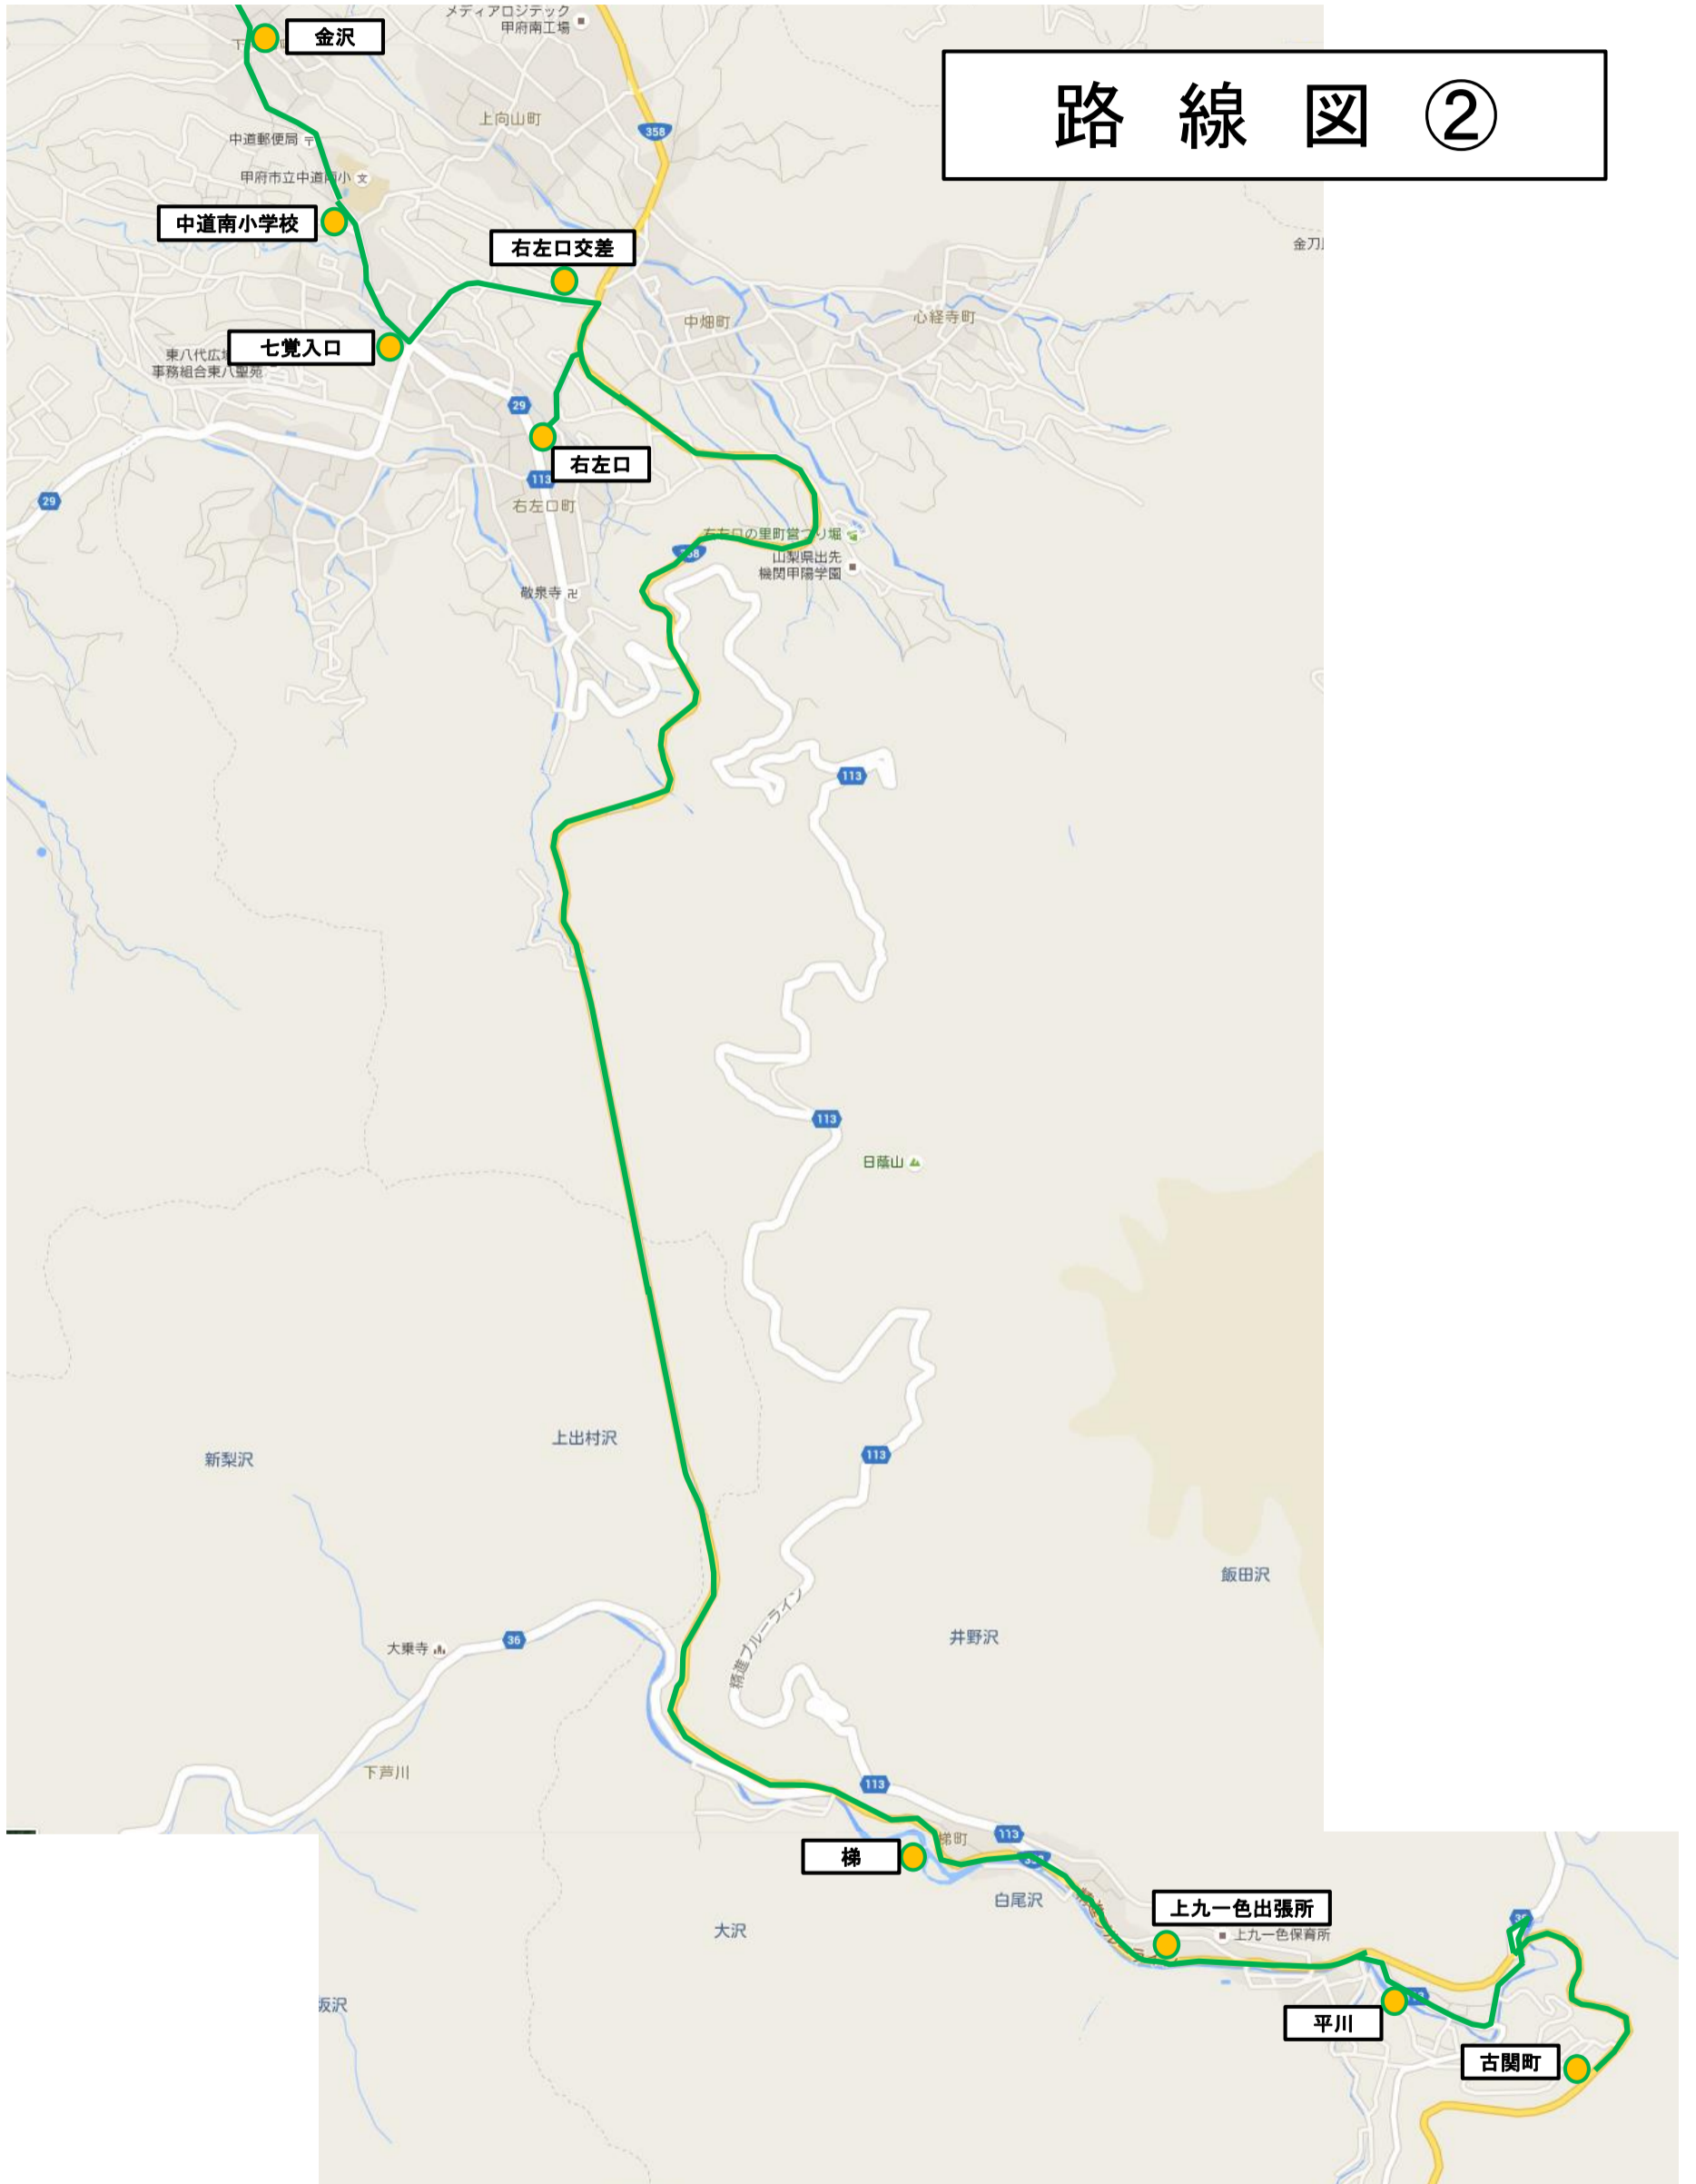 メディアロジテック
甲府南工場
金沢
路線図②
上向山町
358
中道郵便局
甲府市立中道南小
中道南小学校
右左口交差
金刀
中畑町
心経寺町
七覚入口
東八代広
事務組合東八聖苑
29
右左口
113
29
右左口町
右左口の里町営つり堀
358
山梨県出先
機関甲陽学園
敬泉寺
113
113
日蔭山
上出村沢
新梨沢
113
飯田沢
精進ブルーライン
井野沢
36
大乗寺
下芦川
113
113
梯町
梯
白尾沢
上九一色出張所
大沢
上九一色保育所
坂沢
平川
古関町